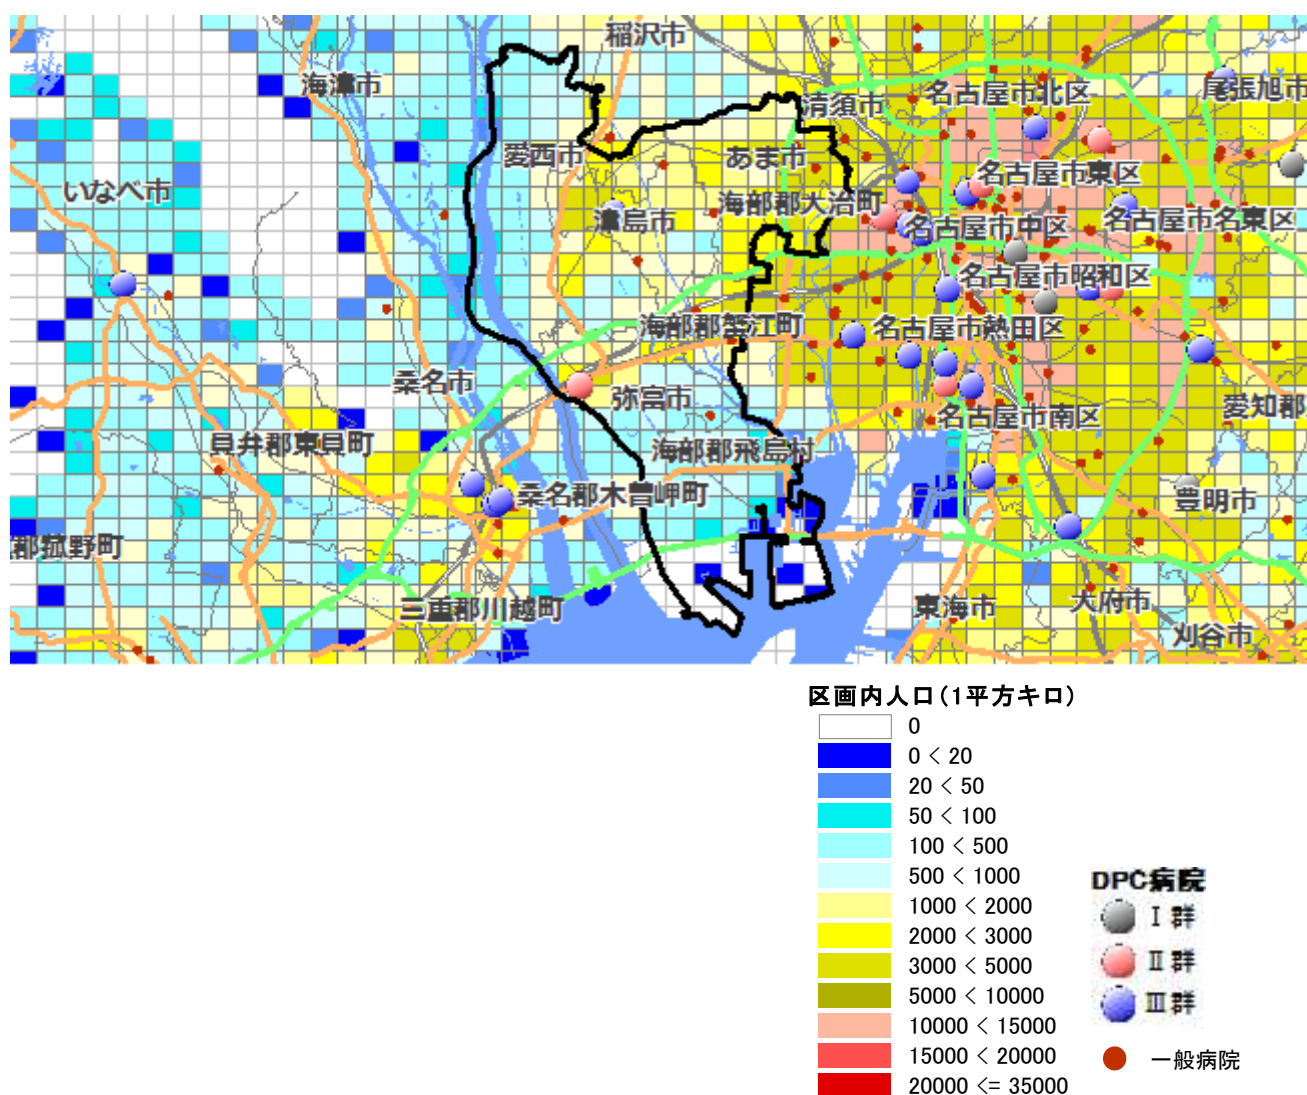 稲沢市
海津市
清須市
名古屋市北区
尾張旭市
愛西市
あま市
名古屋市東区
いなべ市
海部郡大治町
津島市
名古屋市中区
名古屋市名東区
名古屋市昭和区
海部郡蟹江町
名古屋市熱田区
桑名市
弥富市
愛知郡
名古屋市南区
員弁郡東員町
海部郡飛島村
桑名郡木曽岬町
豊明市
郡菰野町
三重郡川越町
東海市
大府市
刈谷市
区画内人口(1平方キロ)
0
0 < 20
20 < 50
50 < 100
100 < 500
500 < 1000
1000 < 2000
2000 < 3000
3000 < 5000
5000 < 10000
10000 < 15000
15000 < 20000
20000 <= 35000
DPC病院
Ⅰ群
Ⅱ群
Ⅲ群
一般病院